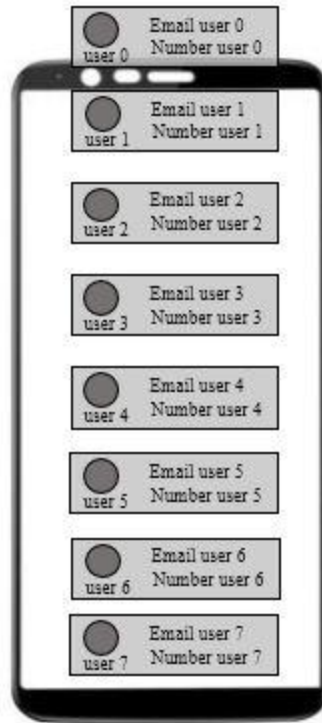 Email user 0
Number user 0
user 0
Email user 1
Number user 1
user 1
Email user 2
Number user 2
user 2
Email user 3
Number user 3
user 3
Email user 4
Number user 4
user 4
Email user 5
Number user 5
user 5
Email user 6
Number user 6
user 6
Email user 7
Number user 7
user 7